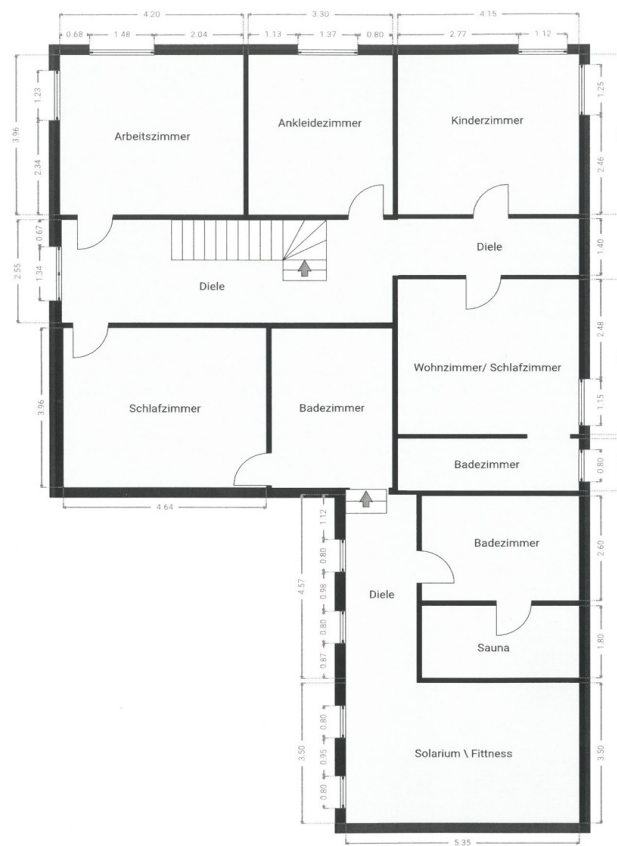 4.20 3.30 4.15
0.68 1.48 2.04 1.13 1.37 0.80 2.77 1.12
3.96
1.23
2.34
1.25
2.46
Arbeitszimmer
Ankleidezimmer
Kinderzimmer
2.55
0.67
1.34
1.40
Diele
Diele
3.96
2.48
1.15
0.80
Wohnzimmer/ Schlafzimmer
Schlafzimmer
Badezimmer
Badezimmer
4.64
4.57
1.12
0.80
0.98
0.80
0.87
2.60
1.80
Badezimmer
Diele
Sauna
3.50
0.80
0.95
0.80
3.50
Solarium \ Fittness
5.35